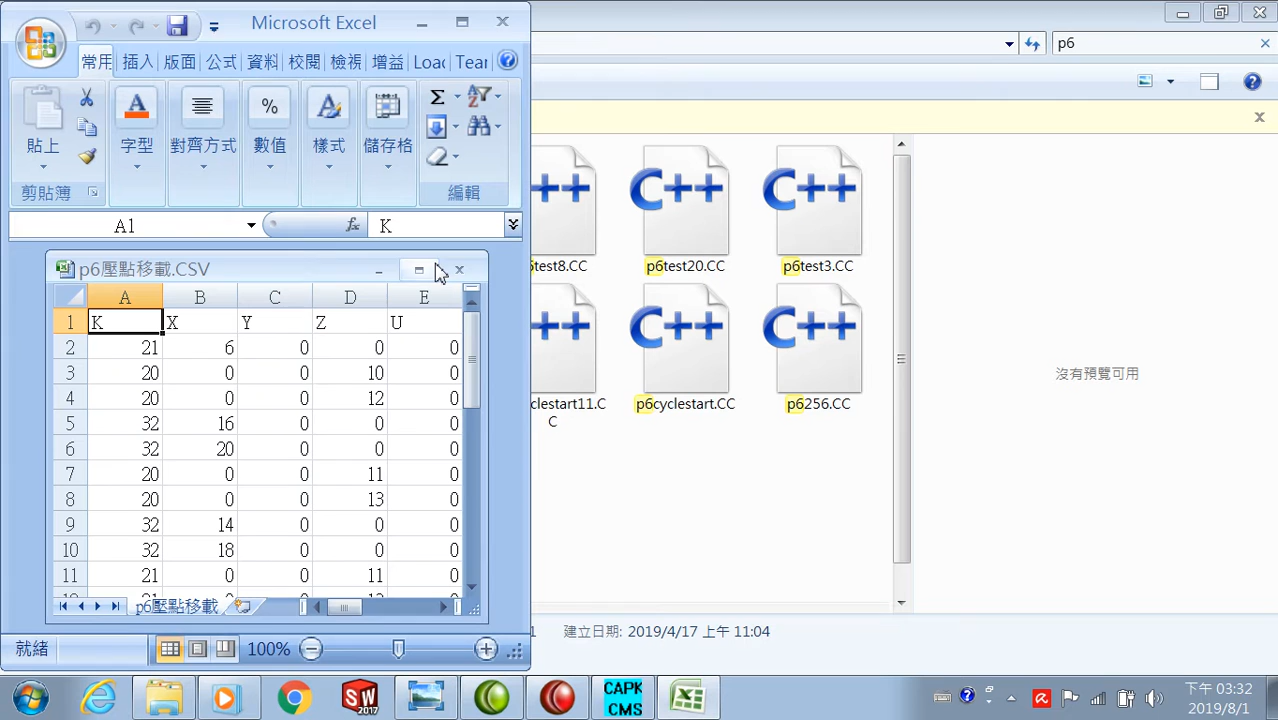 Microsoft Excel
常用 插入 版面 公式 資料 校閱 檢視 增益 Loac Tear
貼上 字型 對齊方式 數值 樣式 儲存格
剪貼簿 編輯
A1 fx K
p6壓點移載.CSV
A B C D E
1 K X Y Z U
2 21 6 0 0 0
3 20 0 0 10 0
4 20 0 0 12 0
5 32 16 0 0 0
6 32 20 0 0 0
7 20 0 0 11 0
8 20 0 0 13 0
9 32 14 0 0 0
10 32 18 0 0 0
11 21 0 0 11 0
p6壓點移載
就緒 100%
p6
C++ C++
test8.CC p6test20.CC p6test3.CC
C++ C++
clestart11.C
C
p6cyclestart.CC p6256.CC
沒有預覽可用
1 建立日期: 2019/4/17 上午 11:04
SW
2017
CAPK
CMS
下午 03:32
2019/8/1